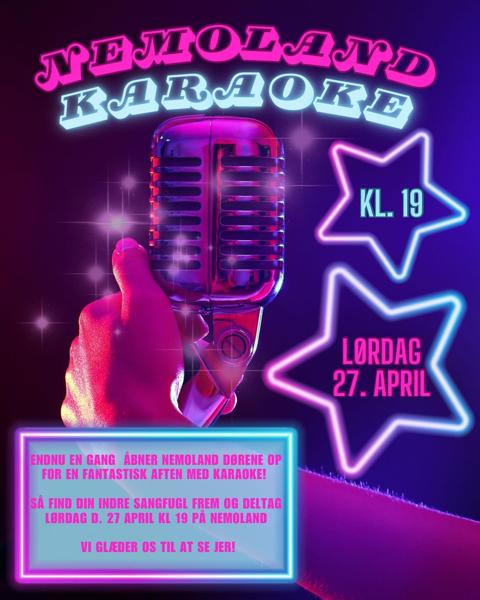 NEMOLAND
KARAOKE
KL. 19
LØRDAG
27. APRIL
ENDNU EN GANG ÅBNER NEMOLAND DØRENE OP
FOR EN FANTASTISK AFTEN MED KARAOKE!
SÅ FIND DIN INDRE SANGFUGL FREM OG DELTAG
LØRDAG D. 27 APRIL KL 19 PÅ NEMOLAND
VI GLÆDER OS TIL AT SE JER!